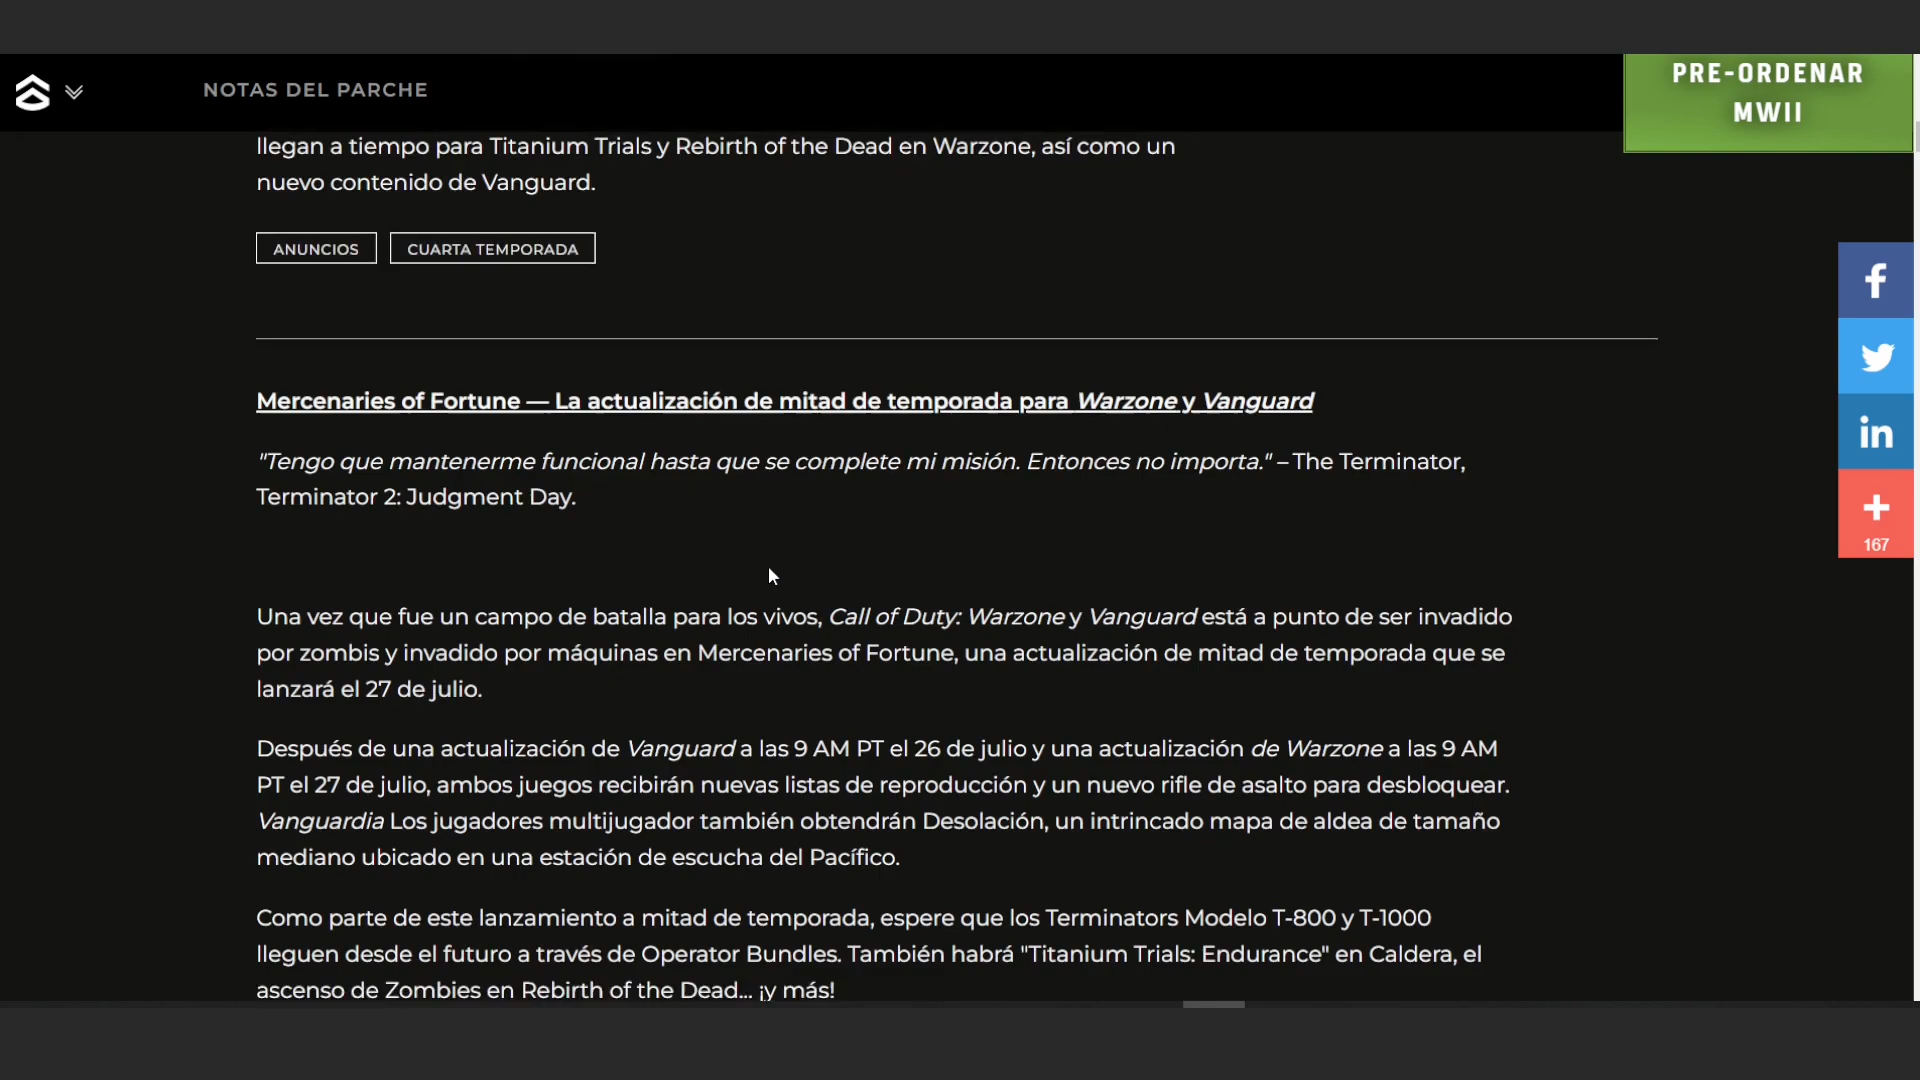 NOTAS DEL PARCHE
PRE-ORDENAR
MWII
llegan a tiempo para Titanium Trials y Rebirth of the Dead en Warzone, así como un
nuevo contenido de Vanguard.
ANUNCIOS
CUARTA TEMPORADA
Mercenaries of Fortune — La actualización de mitad de temporada para Warzone y Vanguard
"Tengo que mantenerme funcional hasta que se complete mi misión. Entonces no importa." – The Terminator,
Terminator 2: Judgment Day.
Una vez que fue un campo de batalla para los vivos, Call of Duty: Warzone y Vanguard está a punto de ser invadido
por zombis y invadido por máquinas en Mercenaries of Fortune, una actualización de mitad de temporada que se
lanzará el 27 de julio.
Después de una actualización de Vanguard a las 9 AM PT el 26 de julio y una actualización de Warzone a las 9 AM
PT el 27 de julio, ambos juegos recibirán nuevas listas de reproducción y un nuevo rifle de asalto para desbloquear.
Vanguardia Los jugadores multijugador también obtendrán Desolación, un intrincado mapa de aldea de tamaño
mediano ubicado en una estación de escucha del Pacífico.
Como parte de este lanzamiento a mitad de temporada, espere que los Terminators Modelo T-800 y T-1000
lleguen desde el futuro a través de Operator Bundles. También habrá "Titanium Trials: Endurance" en Caldera, el
ascenso de Zombies en Rebirth of the Dead... ¡y más!
f
in
+
167